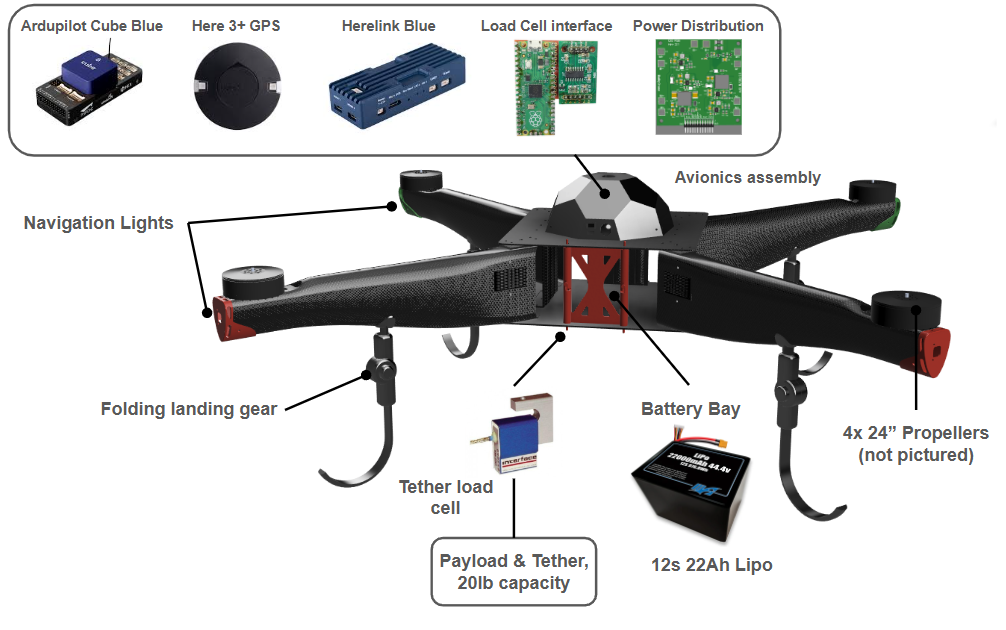 Ardupilot Cube Blue
Here 3+ GPS
Herelink Blue
Load Cell interface
Power Distribution
cube
Avionics assembly
Navigation Lights
Folding landing gear
Battery Bay
4x 24” Propellers
(not pictured)
interface
LiPo
22000mAh 44.4v
Tether load
cell
Payload & Tether,
20lb capacity
12s 22Ah Lipo